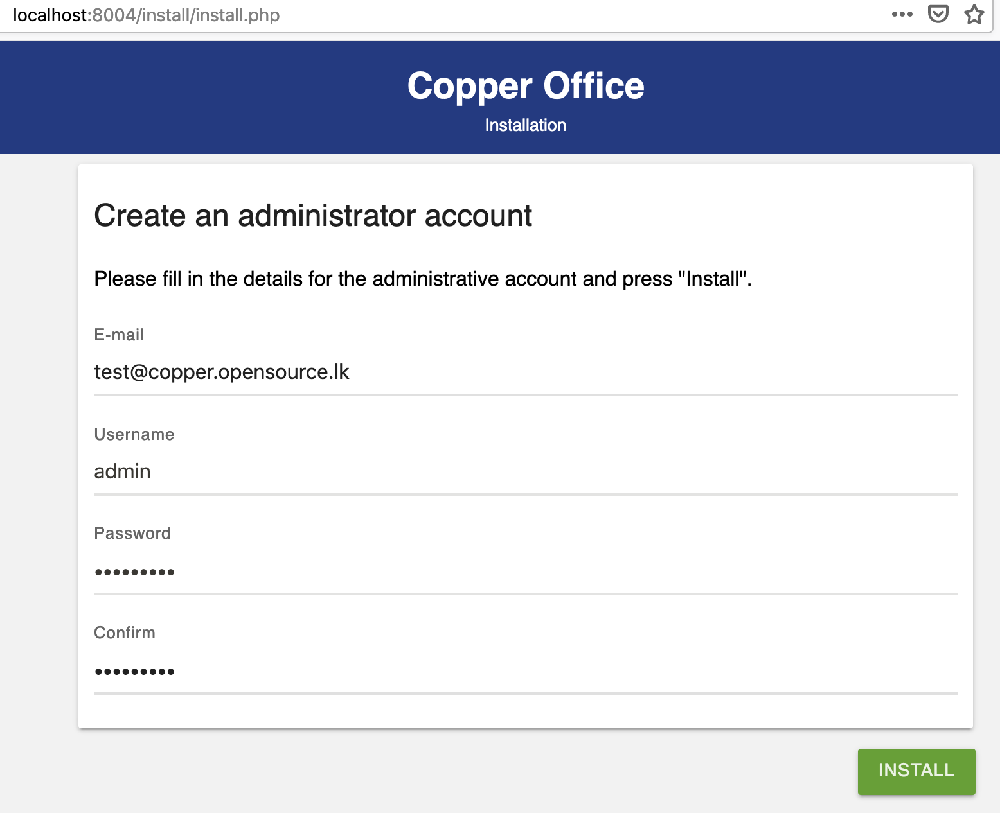 localhost:8004/install/install.php
Copper Office
Installation
Create an administrator account
Please fill in the details for the administrative account and press "Install".
E-mail
test@copper.opensource.lk
Username
admin
Password
•••••••••
Confirm
•••••••••
INSTALL